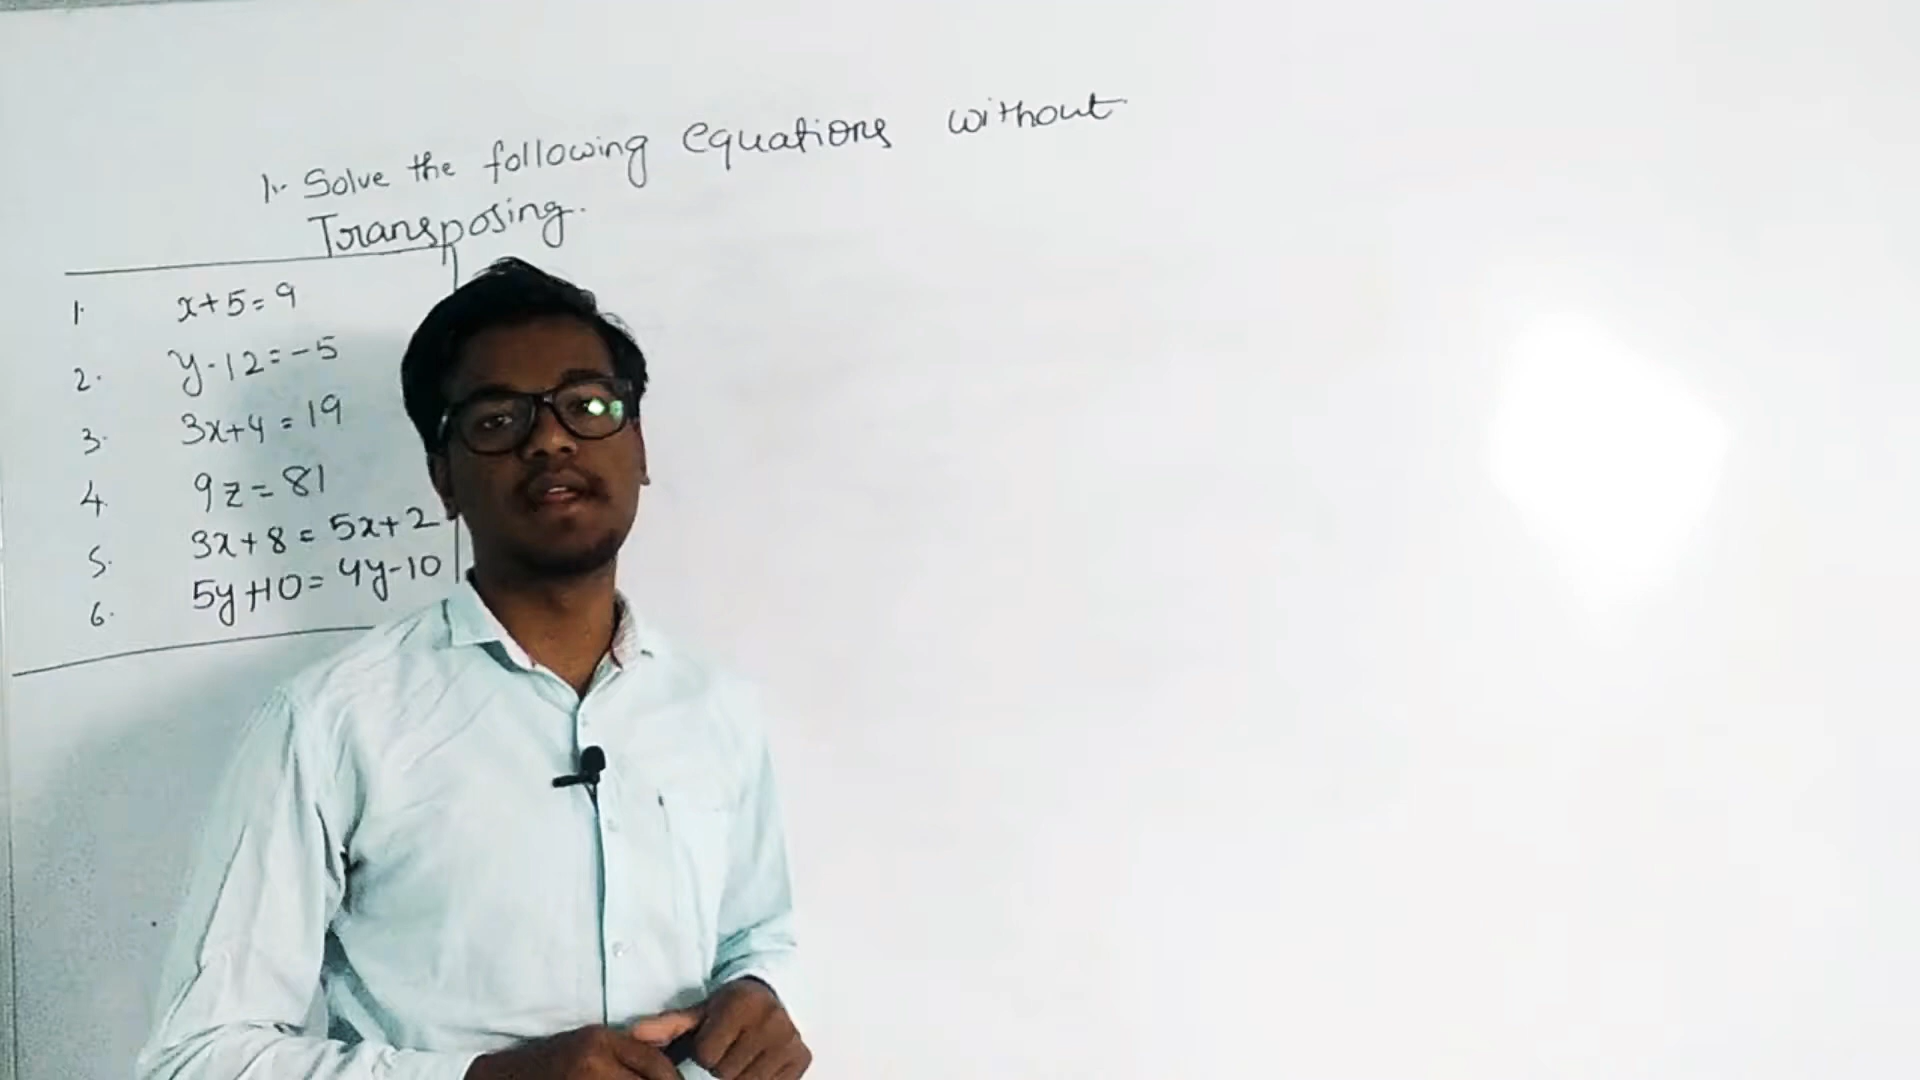 1. Solve the following equations without
Transposing.
1. x+5=9
2. y-12=-5
3. 3x+4=19
4. 9z=81
5. 3x+8=5x+2
6. 5y+10=4y-10